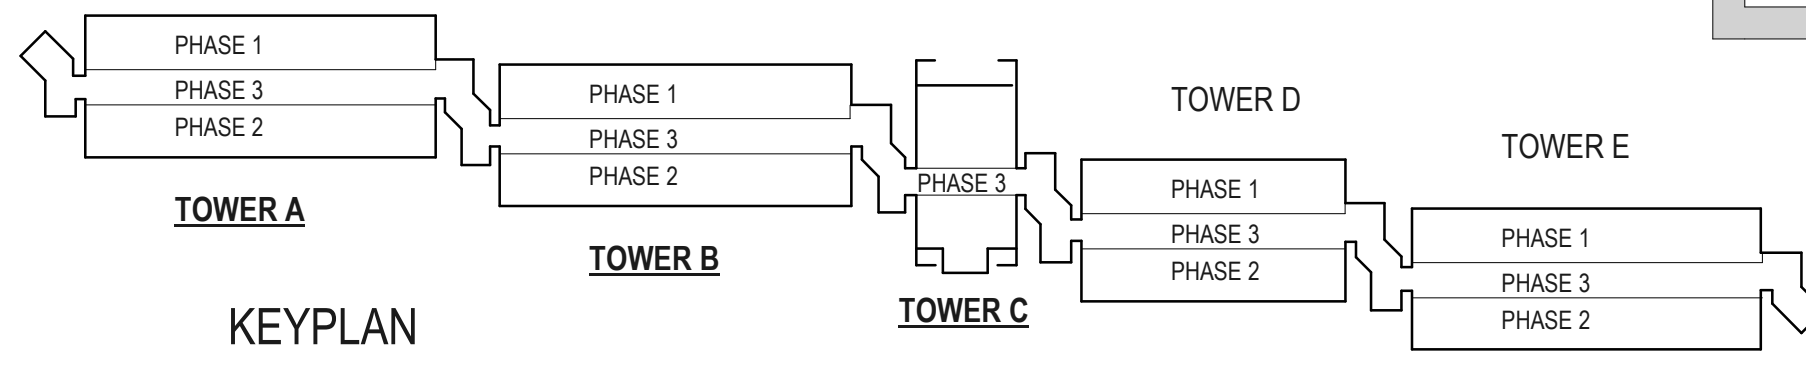 PHASE 1
PHASE 3
PHASE 2
TOWER A
PHASE 1
PHASE 3
PHASE 2
TOWER B
PHASE 3
TOWER C
TOWER D
PHASE 1
PHASE 3
PHASE 2
TOWER E
PHASE 1
PHASE 3
PHASE 2
KEYPLAN